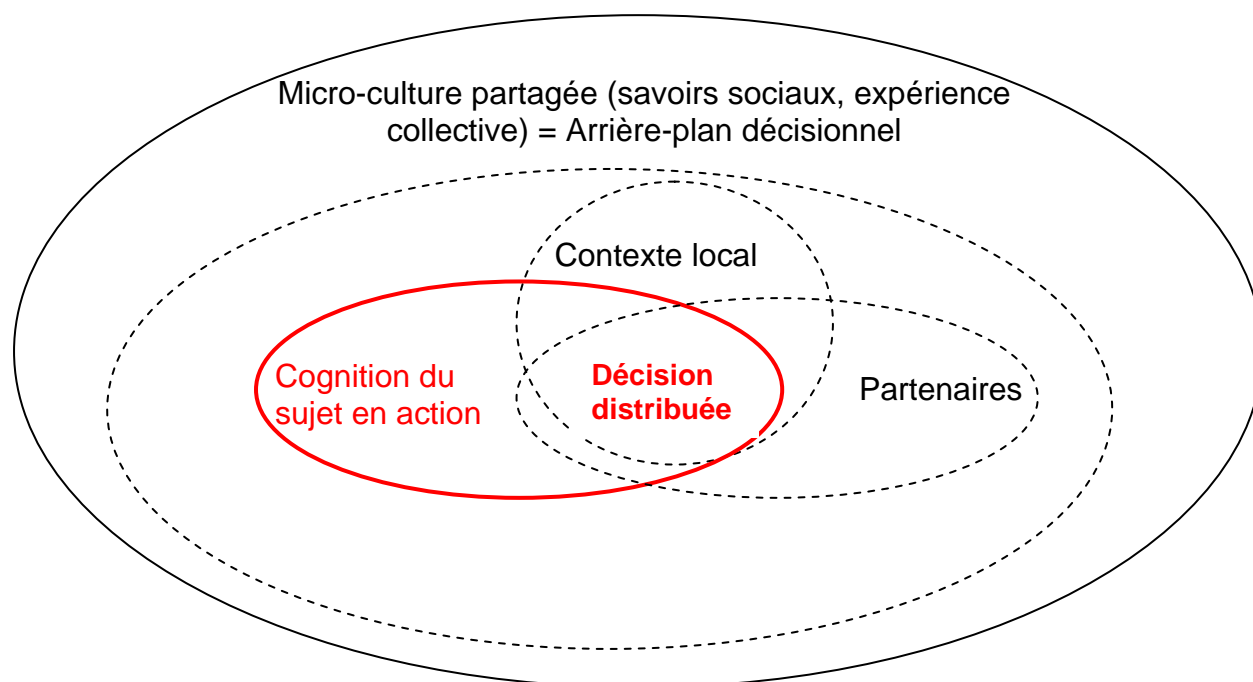 Micro-culture partagée (savoirs sociaux, expérience
collective) = Arrière-plan décisionnel
Contexte local
Cognition du
sujet en action
Décision
distribuée
Partenaires